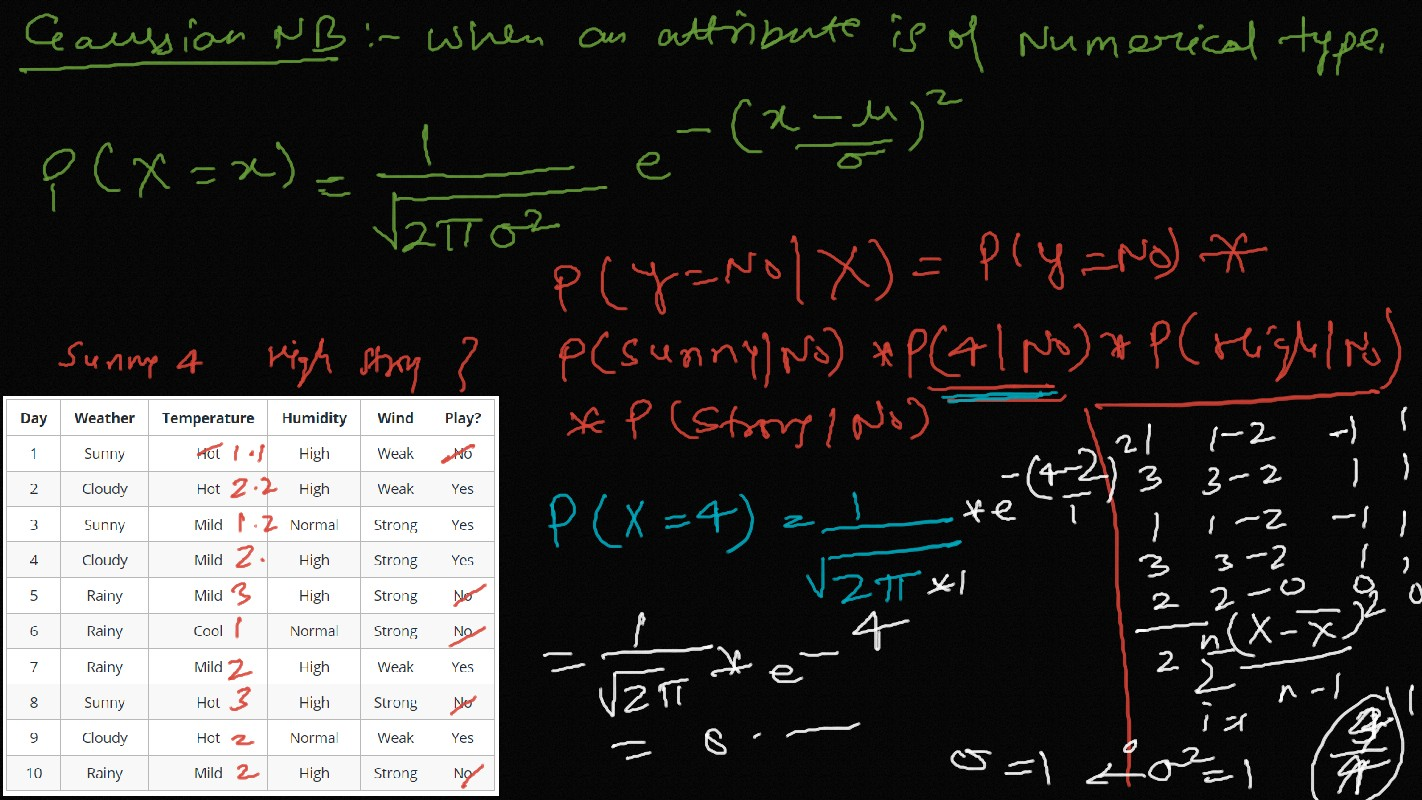 Gaussian NB :- when an attribute is of Numerical type.
P(X = x) = 1 / √2πσ² e^-(x - μ / σ)²
P(y=No|X) = P(y=No) *
P(sunny|No) * P(4|No) * P(High|No)
* P(Strong|No)
Sunny 4 High Strong ?
Day Weather Temperature Humidity Wind Play?
1 Sunny Hot 1.1 High Weak No
2 Cloudy Hot 2.2 High Weak Yes
3 Sunny Mild 1.2 Normal Strong Yes
4 Cloudy Mild 2. High Strong Yes
5 Rainy Mild 3 High Strong No
6 Rainy Cool 1 Normal Strong No
7 Rainy Mild 2 High Weak Yes
8 Sunny Hot 3 High Strong No
9 Cloudy Hot 2 Normal Weak Yes
10 Rainy Mild 2 High Strong No
P(X=4) = 1 / √2π *1 * e^-(4-2 / 1)²
= 1 / √2π * e^-4
= 0.
1 1-2 -1 1
3 3-2 1 1
1 1-2 -1 1
3 3-2 1 1
2 2-0 0 0
2
n Σ i=1 (X - x̄)² / n-1
σ = 1 ← σ² = 1